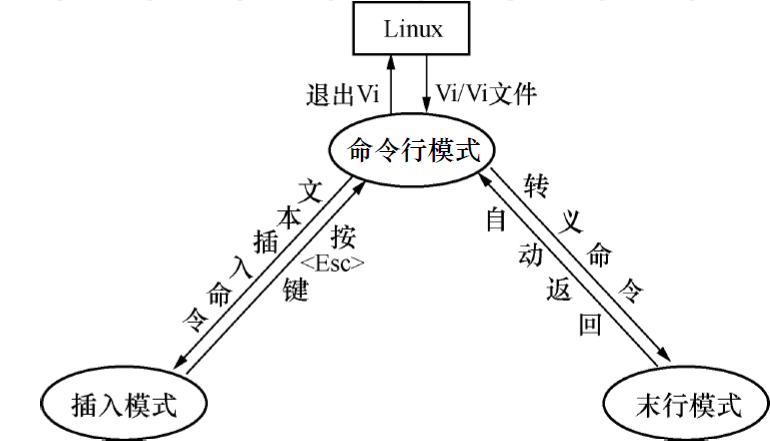 Linux
退出Vi
Vi/Vi文件
命令行模式
文本插入命令
按<Esc>键
转义命令
自动返回
插入模式
末行模式